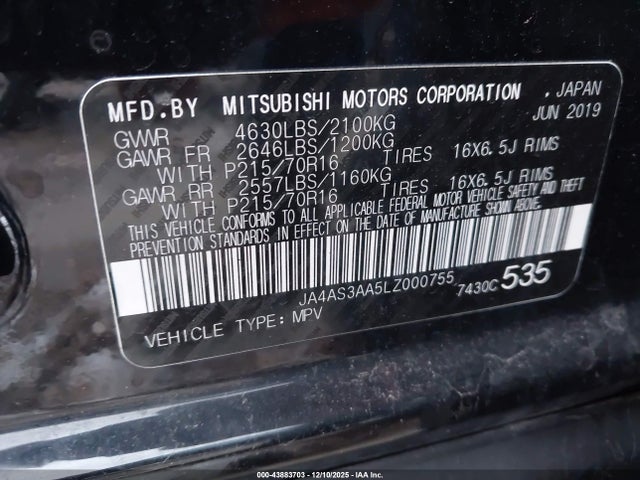 MFD.BY MITSUBISHI MOTORS CORPORATION . JAPAN
JUN 2019
GVWR 4630LBS/2100KG
GAWR FR 2646LBS/1200KG
WITH P215/70R16 TIRES 16X6.5J RIMS
GAWR RR 2557LBS/1160KG
WITH P215/70R16 TIRES 16X6.5J RIMS
THIS VEHICLE CONFORMS TO ALL APPLICABLE FEDERAL MOTOR VEHICLE SAFETY AND THEFT
PREVENTION STANDARDS IN EFFECT ON THE DATE OF MANUFACTURE SHOWN ABOVE.
JA4AS3AA5LZ000755 7430C 535
VEHICLE TYPE: MPV
000-43883703 - 12/10/2025 - IAA Inc.